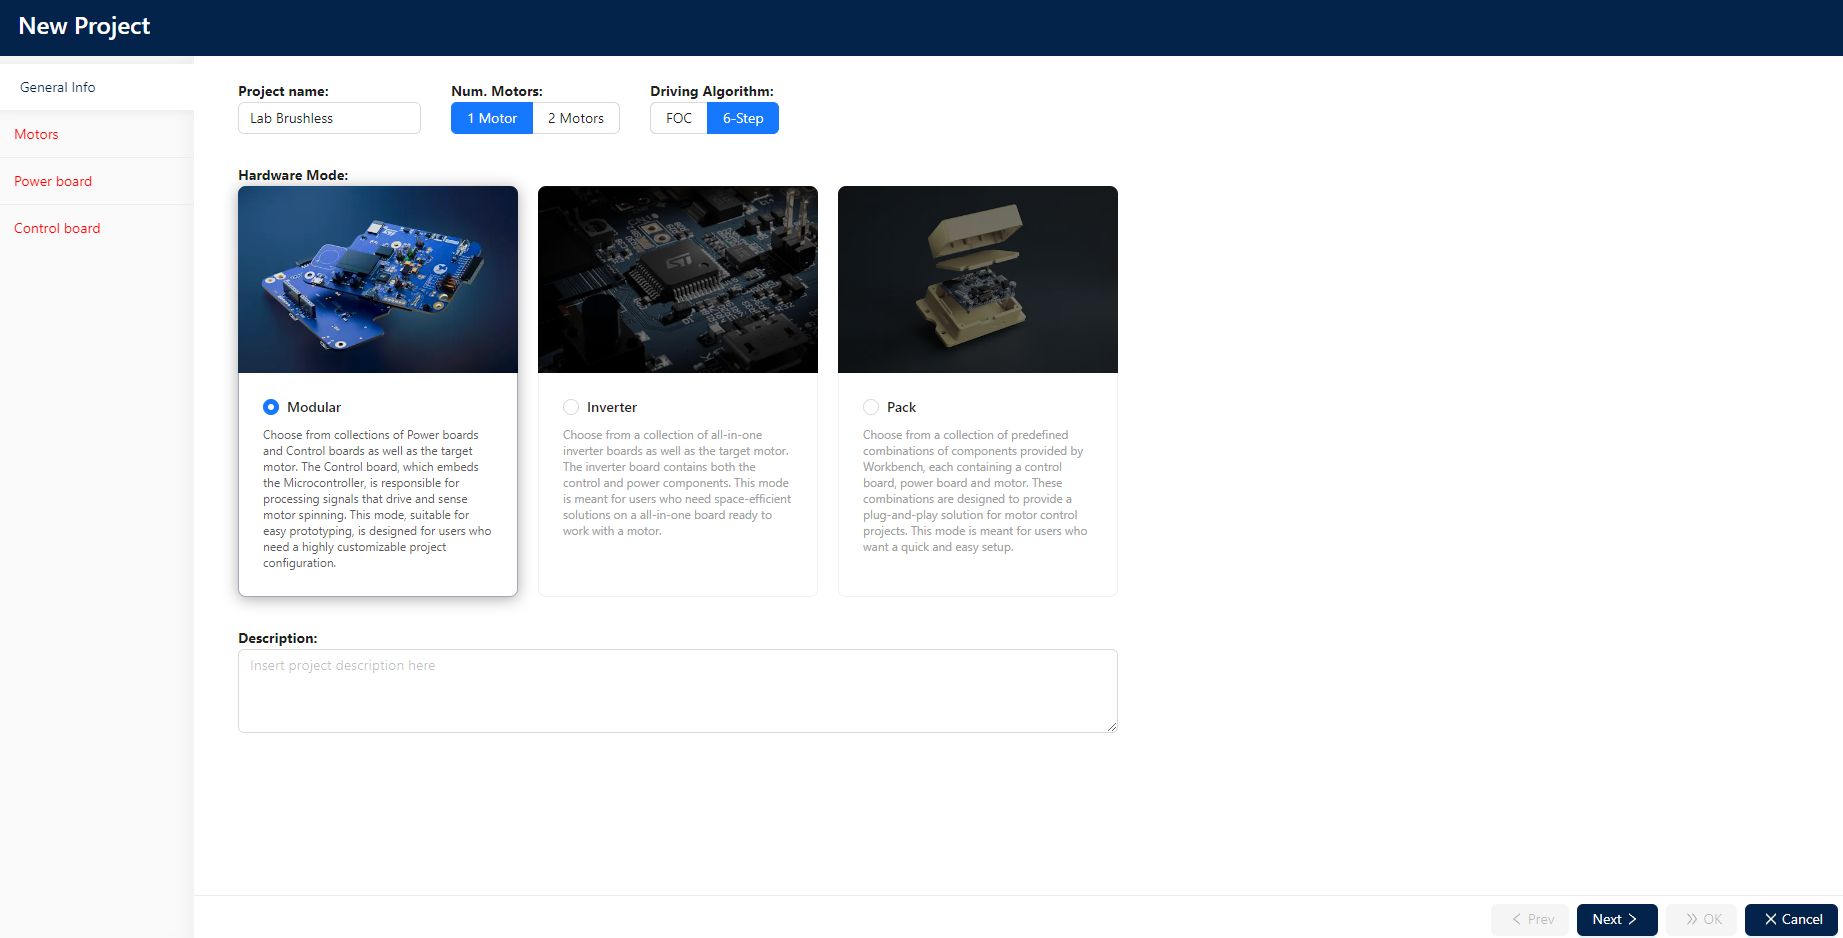 New Project
General Info
Motors
Power board
Control board
Project name:
Num. Motors:
Driving Algorithm:
Lab Brushless
1 Motor
2 Motors
FOC
6-Step
Hardware Mode:
ST
Modular
Choose from collections of Power boards
and Control boards as well as the target
motor. The Control board, which embeds
the Microcontroller, is responsible for
processing signals that drive and sense
motor spinning. This mode, suitable for
easy prototyping, is designed for users who
need a highly customizable project
configuration.
Inverter
Choose from a collection of all-in-one
inverter boards as well as the target motor.
The inverter board contains both the
control and power components. This mode
is meant for users who need space-efficient
solutions on a all-in-one board ready to
work with a motor.
Pack
Choose from a collection of predefined
combinations of components provided by
Workbench, each containing a control
board, power board and motor. These
combinations are designed to provide a
plug-and-play solution for motor control
projects. This mode is meant for users who
want a quick and easy setup.
Description:
Insert project description here
Prev
Next
OK
Cancel